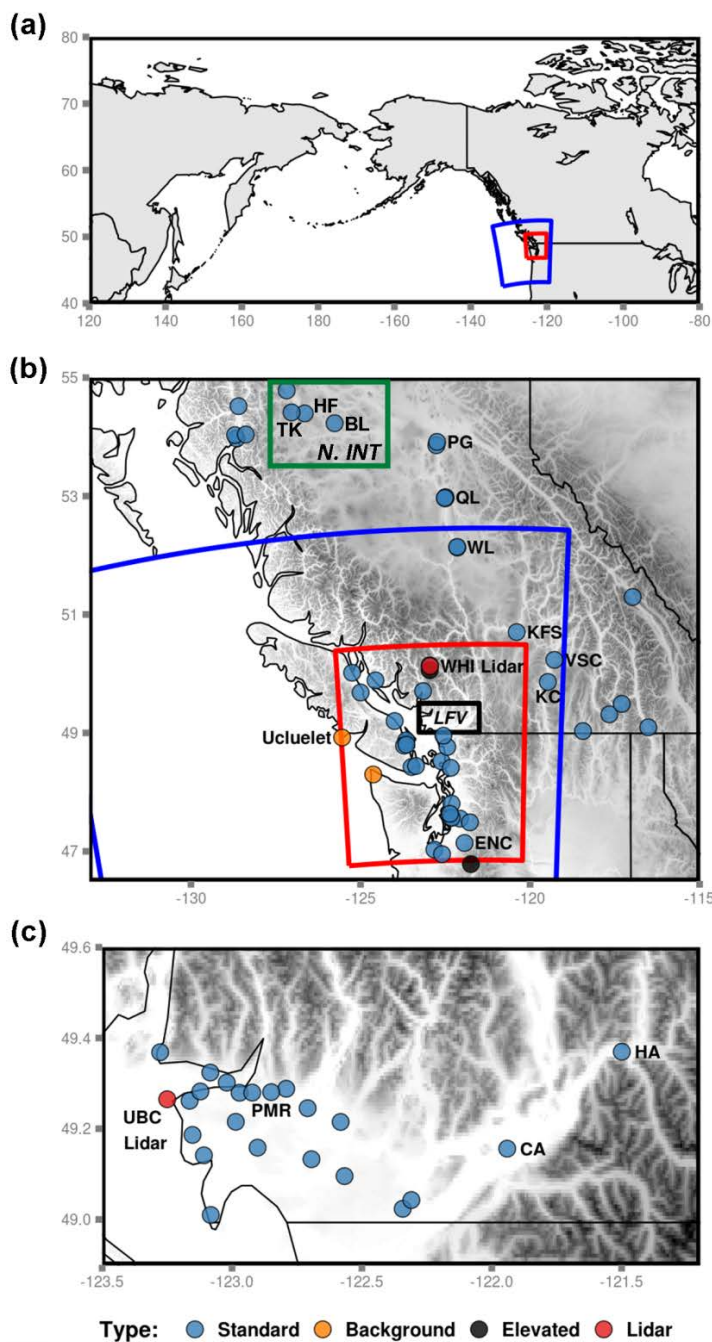 (a)
80
70
60
50
40
120 140 160 180 -160 -140 -120 -100 -80
(b)
55
53
51
49
47
HF
TK
BL
N. INT
PG
QL
WL
KFS
WHI Lidar
VSC
KC
LFV
Ucluelet
ENC
-130 -125 -120 -115
(c)
49.6
49.4
49.2
49.0
HA
PMR
UBC
Lidar
CA
-123.5 -123.0 -122.5 -122.0 -121.5
Type: Standard Background Elevated Lidar